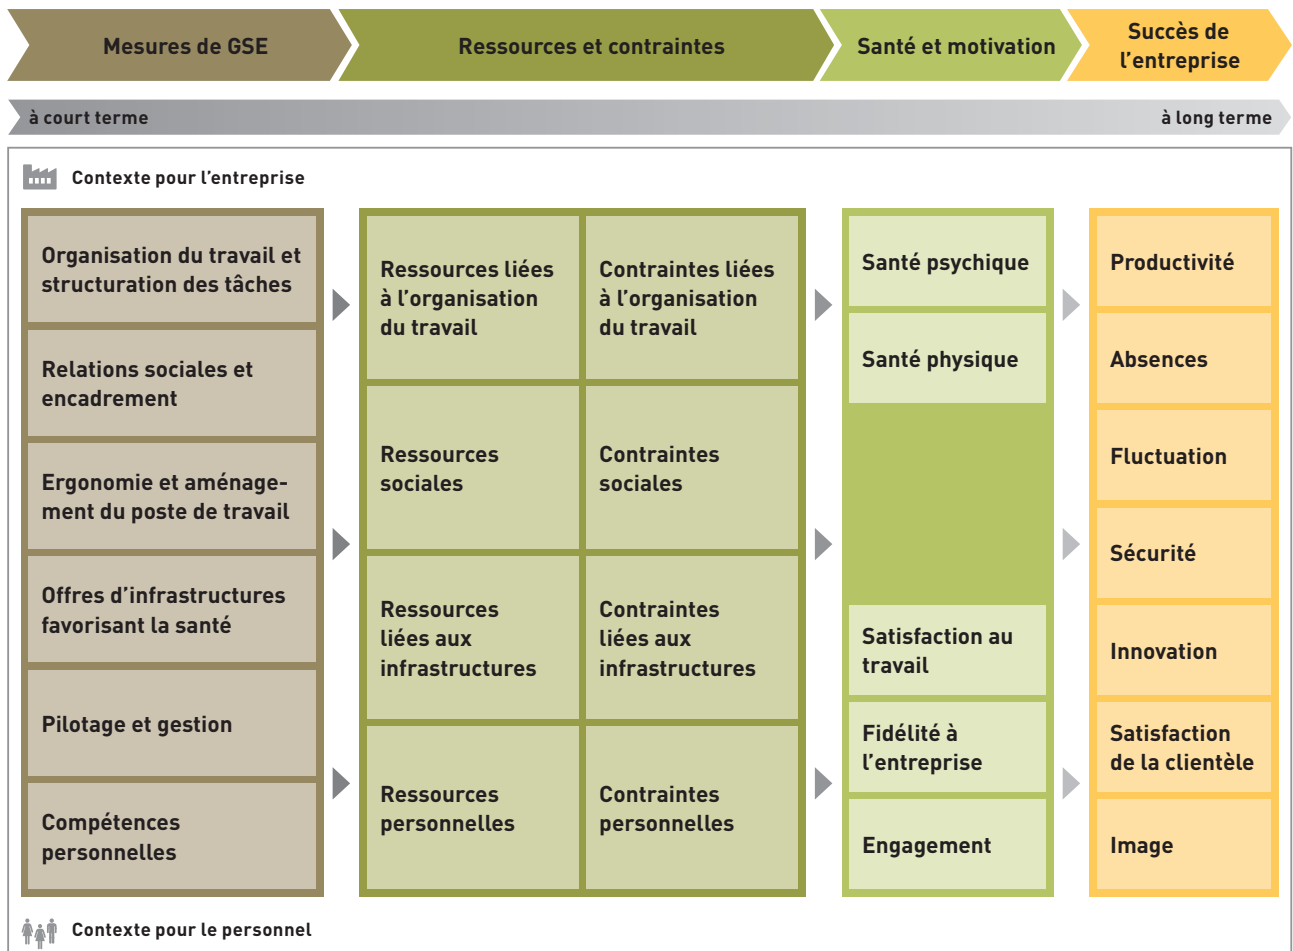 Mesures de GSE
Ressources et contraintes
Santé et motivation
Succès de
l’entreprise
à court terme
à long terme
Contexte pour l’entreprise
Organisation du travail et
structuration des tâches
Relations sociales et
encadrement
Ergonomie et aménage-
ment du poste de travail
Offres d’infrastructures
favorisant la santé
Pilotage et gestion
Compétences
personnelles
Ressources liées
à l’organisation
du travail
Contraintes liées
à l’organisation
du travail
Ressources
sociales
Contraintes
sociales
Ressources
liées aux
infrastructures
Contraintes
liées aux
infrastructures
Ressources
personnelles
Contraintes
personnelles
Santé psychique
Santé physique
Satisfaction au
travail
Fidélité à
l’entreprise
Engagement
Productivité
Absences
Fluctuation
Sécurité
Innovation
Satisfaction
de la clientèle
Image
Contexte pour le personnel